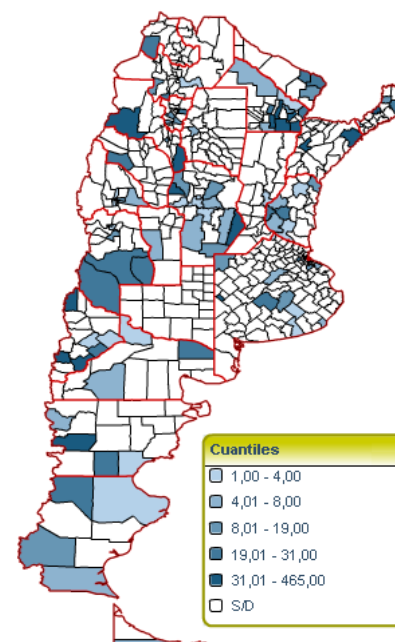 Cuantiles
1,00 - 4,00
4,01 - 8,00
8,01 - 19,00
19,01 - 31,00
31,01 - 465,00
S/D